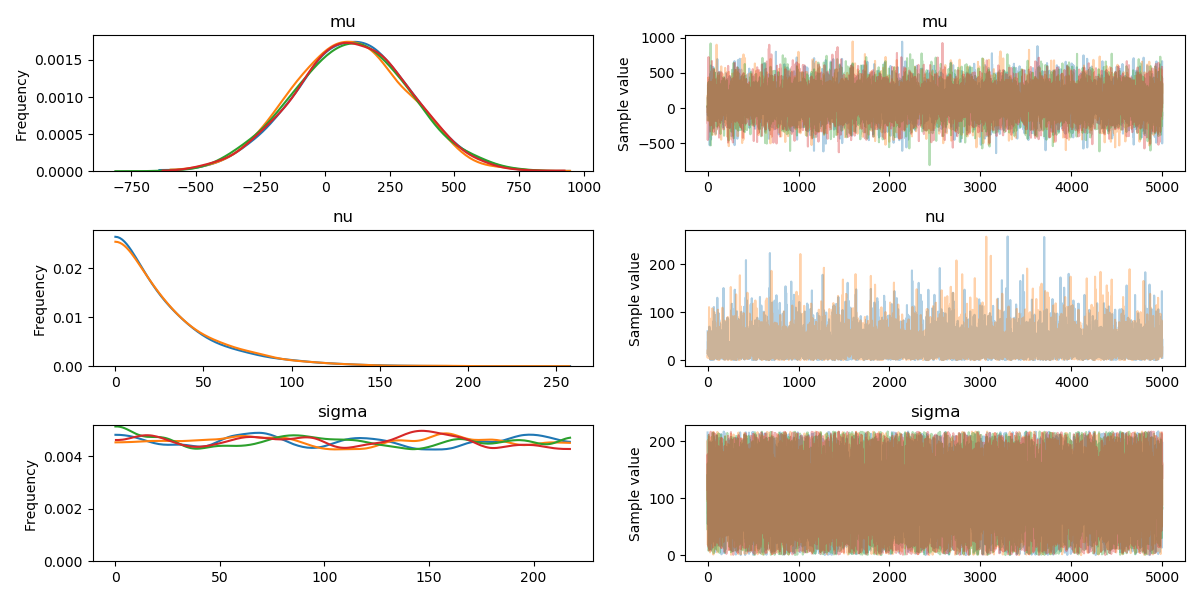 mu
Frequency
0.0015
0.0010
0.0005
0.0000
−750 −500 −250 0 250 500 750 1000
mu
Sample value
1000
500
0
−500
0 1000 2000 3000 4000 5000
nu
Frequency
0.02
0.01
0.00
0 50 100 150 200 250
nu
Sample value
200
100
0
0 1000 2000 3000 4000 5000
sigma
Frequency
0.004
0.002
0.000
0 50 100 150 200
sigma
Sample value
200
100
0
0 1000 2000 3000 4000 5000